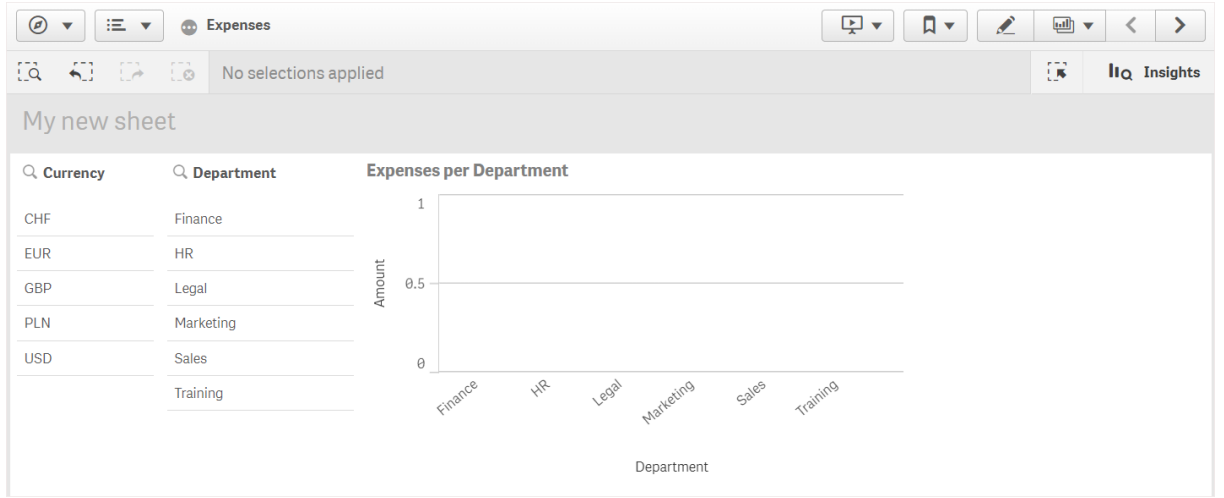 Expenses
No selections applied
Insights
My new sheet
Currency
CHF
EUR
GBP
PLN
USD
Department
Finance
HR
Legal
Marketing
Sales
Training
Expenses per Department
Amount
1
0.5
0
Finance
HR
Legal
Marketing
Sales
Training
Department